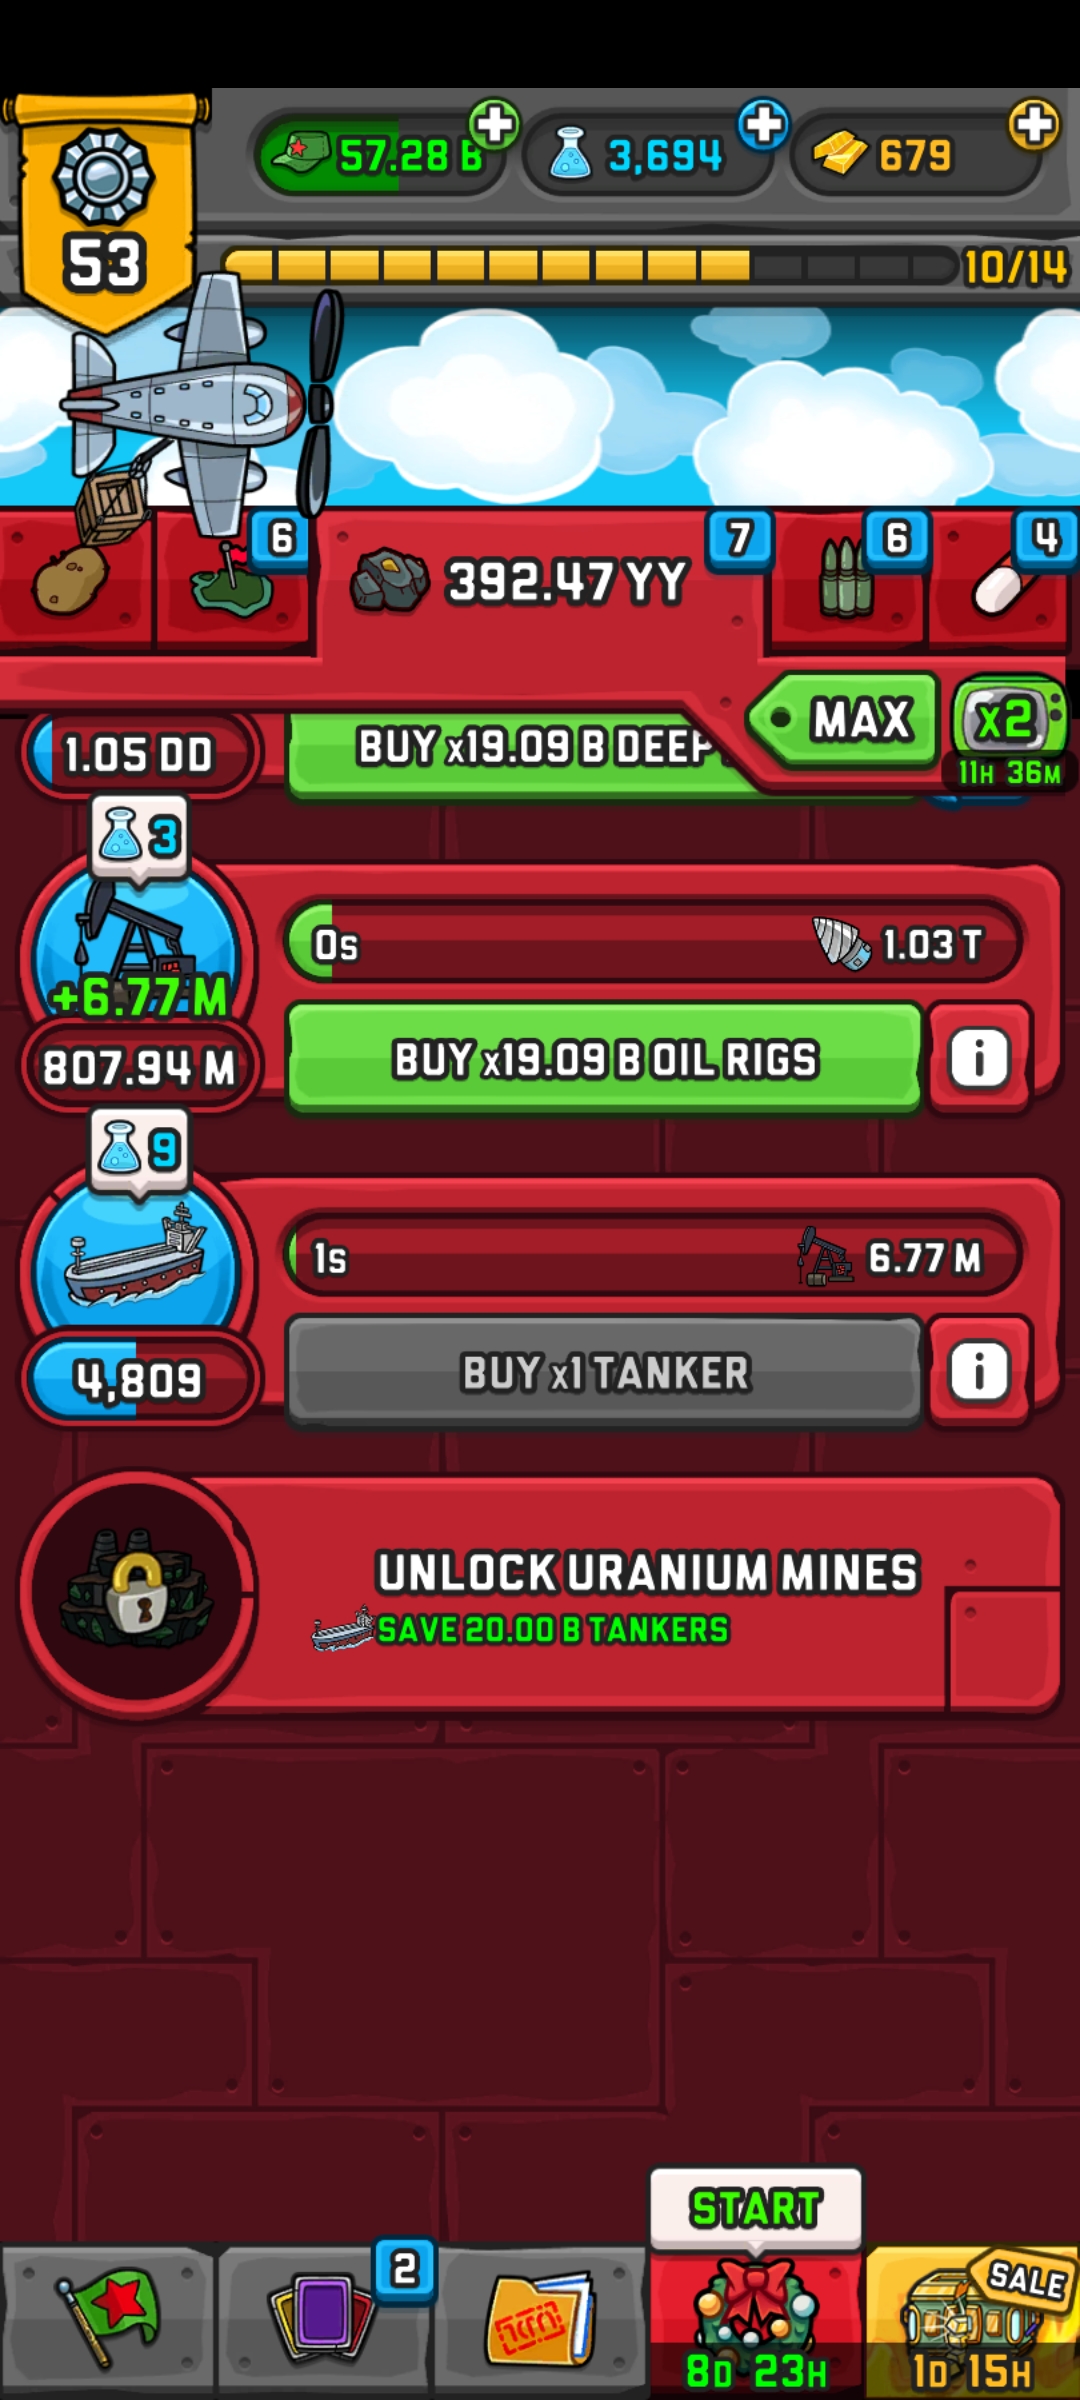 57.28 B
3,694
679
53
10/14
6
7
6
4
392.47 YY
MAX
x2
11H 36M
1.05 DD
BUY x19.09 B DEEP
3
0s
1.03 T
+6.77 M
807.94 M
BUY x19.09 B OIL RIGS
i
9
1s
6.77 M
4,809
BUY x1 TANKER
i
UNLOCK URANIUM MINES
SAVE 20.00 B TANKERS
START
2
SALE
8D 23H
1D 15H